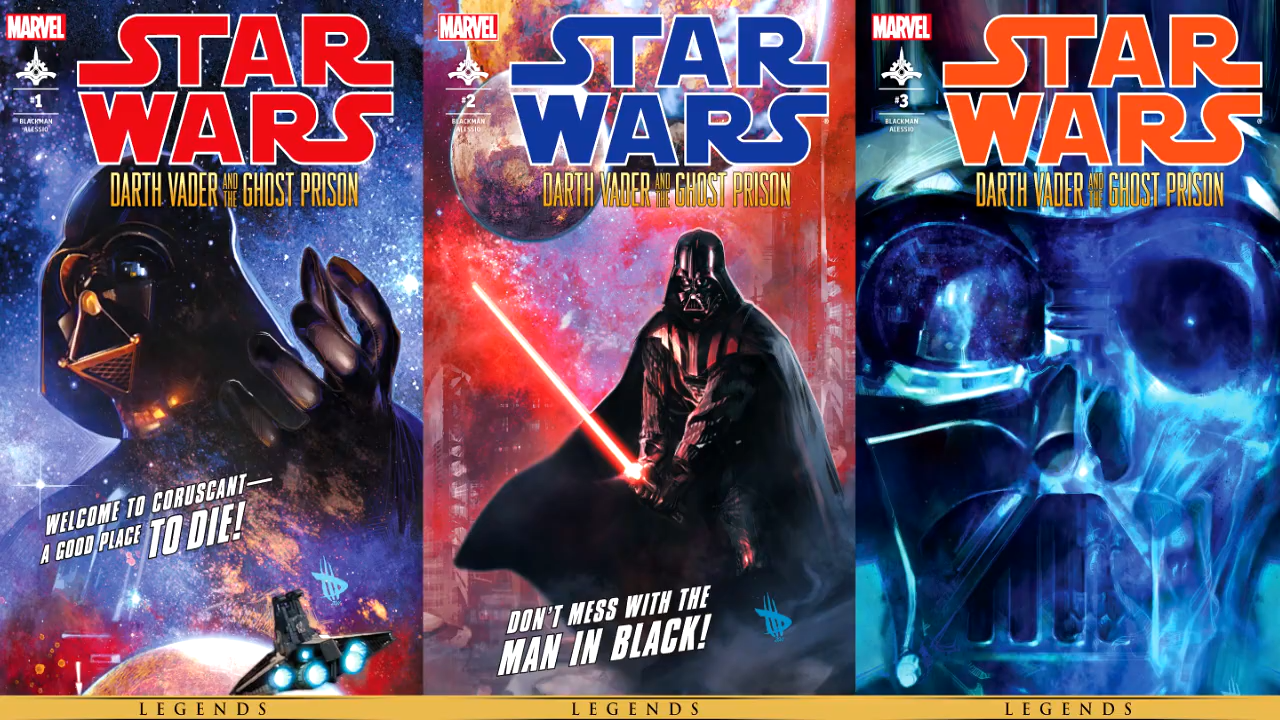 MARVEL
#1
BLACKMAN
ALESSIO
STAR
WARS
DARTH VADER AND THE GHOST PRISON
WELCOME TO CORUSCANT—
A GOOD PLACE TO DIE!
LEGENDS
MARVEL
#2
BLACKMAN
ALESSIO
STAR
WARS
DARTH VADER AND THE GHOST PRISON
DON'T MESS WITH THE
MAN IN BLACK!
LEGENDS
MARVEL
#3
BLACKMAN
ALESSIO
STAR
WARS
DARTH VADER AND THE GHOST PRISON
LEGENDS